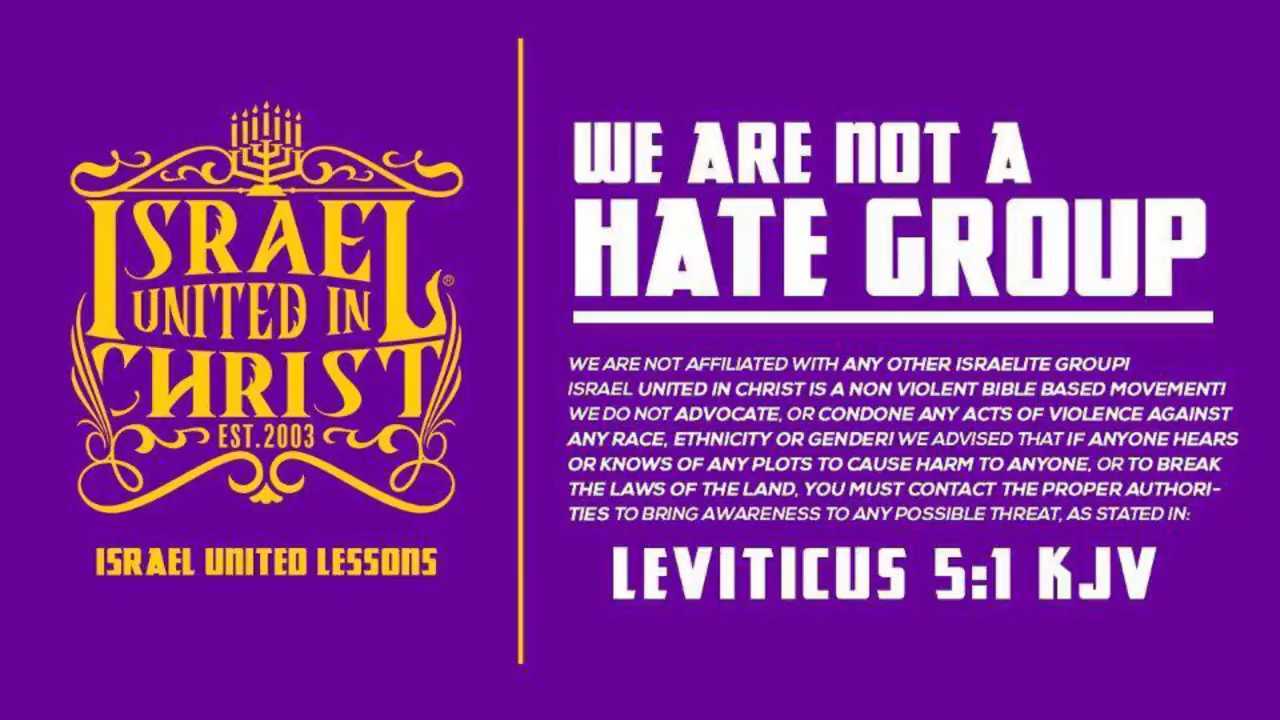 ISRAEL
UNITED IN
CHRIST
EST. 2003
®
ISRAEL UNITED LESSONS
WE ARE NOT A
HATE GROUP
WE ARE NOT AFFILIATED WITH ANY OTHER ISRAELITE GROUP!
ISRAEL UNITED IN CHRIST IS A NON VIOLENT BIBLE BASED MOVEMENT!
WE DO NOT ADVOCATE, OR CONDONE ANY ACTS OF VIOLENCE AGAINST
ANY RACE, ETHNICITY OR GENDER! WE ADVISED THAT IF ANYONE HEARS
OR KNOWS OF ANY PLOTS TO CAUSE HARM TO ANYONE, OR TO BREAK
THE LAWS OF THE LAND, YOU MUST CONTACT THE PROPER AUTHORI-
TIES TO BRING AWARENESS TO ANY POSSIBLE THREAT, AS STATED IN:
LEVITICUS 5:1 KJV